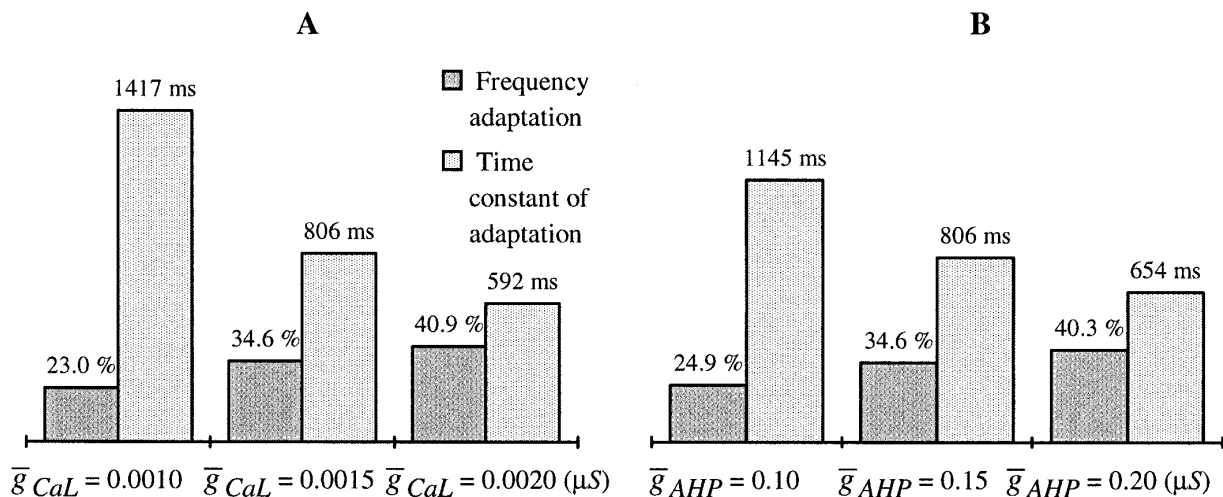 A
1417 ms
23.0 %
806 ms
34.6 %
592 ms
40.9 %
Frequency
adaptation
Time
constant of
adaptation
g̅ CaL = 0.0010
g̅ CaL = 0.0015
g̅ CaL = 0.0020 (μS)
B
1145 ms
24.9 %
806 ms
34.6 %
654 ms
40.3 %
g̅ AHP = 0.10
g̅ AHP = 0.15
g̅ AHP = 0.20 (μS)